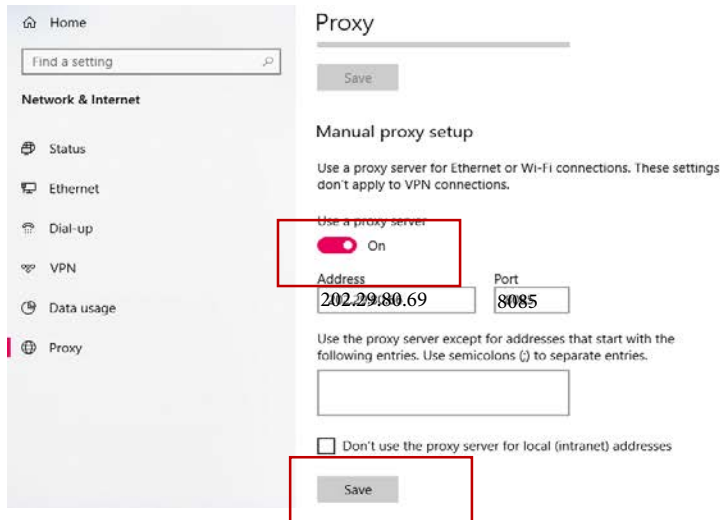 Home
Find a setting
Network & Internet
Status
Ethernet
Dial-up
VPN
Data usage
Proxy
Proxy
Save
Manual proxy setup
Use a proxy server for Ethernet or Wi-Fi connections. These settings
don't apply to VPN connections.
Use a proxy server
On
Address Port
202.29.80.69 8085
Use the proxy server except for addresses that start with the
following entries. Use semicolons (;) to separate entries.
Don't use the proxy server for local (intranet) addresses
Save